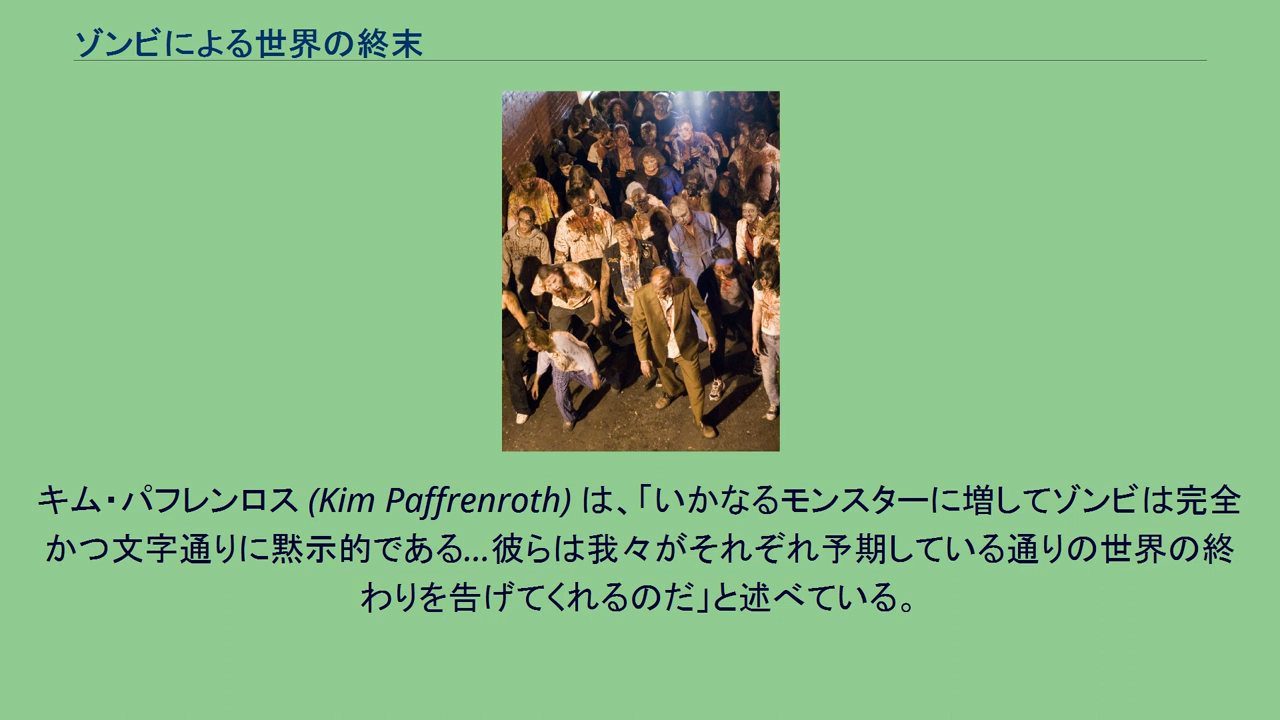 ゾンビによる世界の終末
キム・パフレンロス (Kim Paffrenroth) は、「いかなるモンスターに増してゾンビは完全
かつ文字通りに黙示的である...彼らは我々がそれぞれ予期している通りの世界の終
わりを告げてくれるのだ」と述べている。